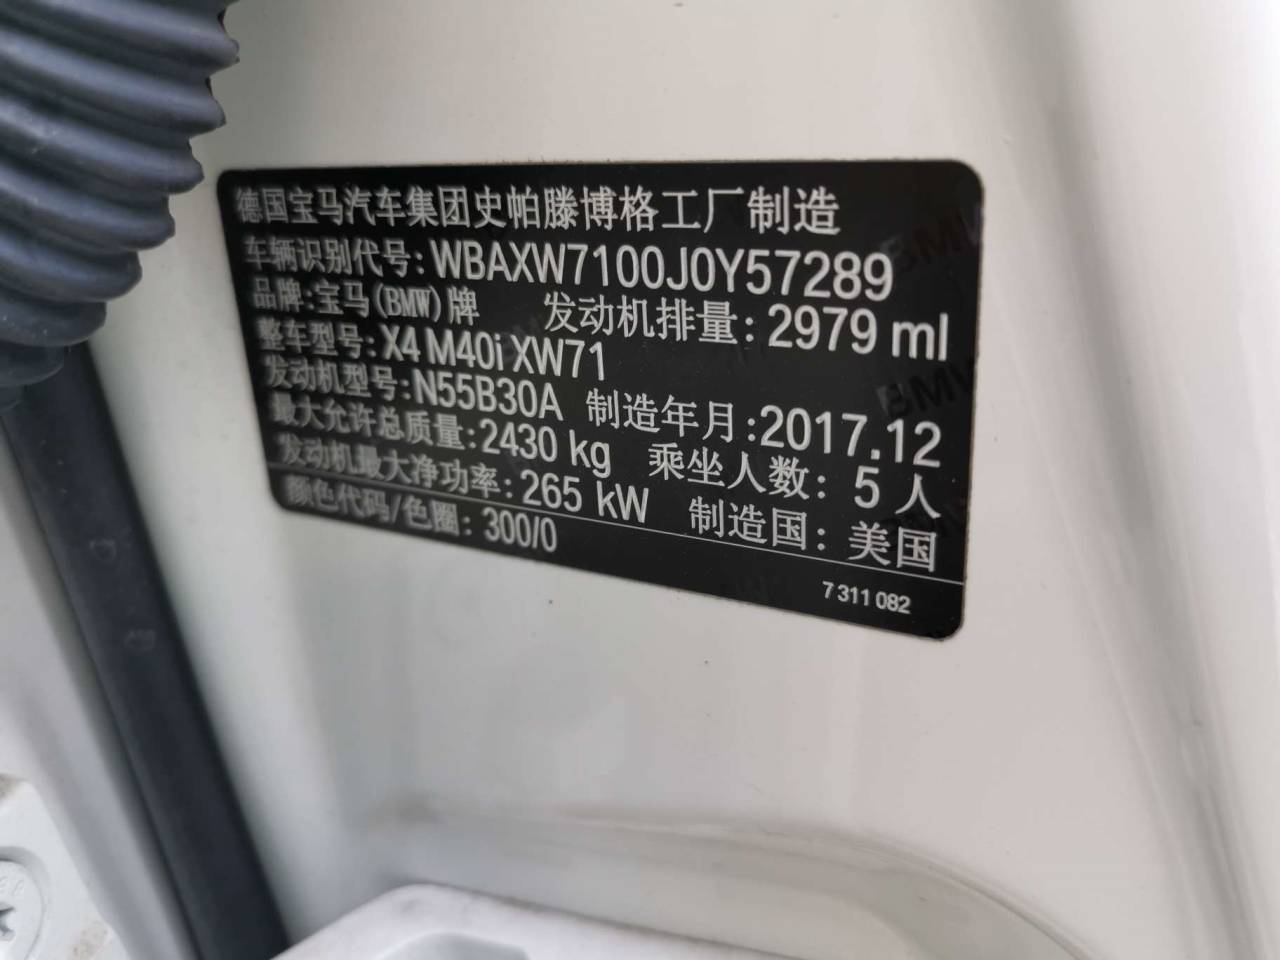 德国宝马汽车集团史帕滕博格工厂制造
车辆识别代号: WBAXW7100J0Y57289
品牌: 宝马(BMW)牌 发动机排量: 2979 ml
整车型号: X4 M40i XW71
发动机型号: N55B30A 制造年月: 2017.12
最大允许总质量: 2430 kg 乘坐人数: 5 人
发动机最大净功率: 265 kW 制造国: 美国
颜色代码/色圈: 300/0
7 311 082